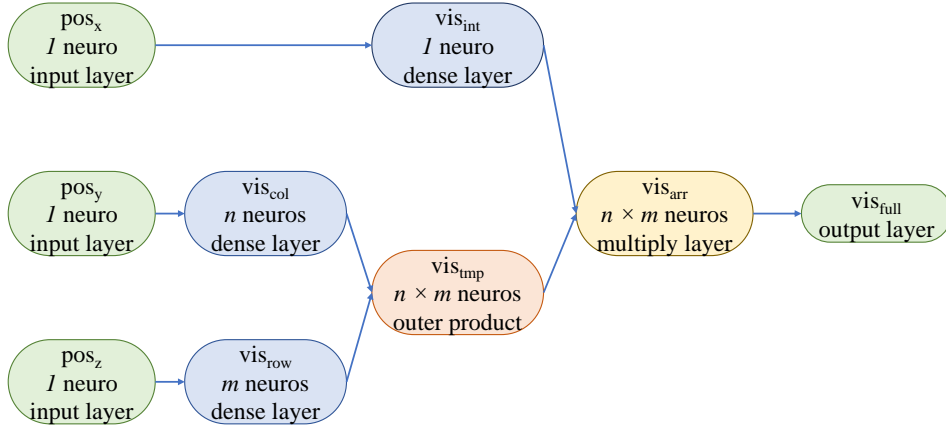 pos_x
1 neuro
input layer
vis_int
1 neuro
dense layer
pos_y
1 neuro
input layer
vis_col
n neuros
dense layer
vis_arr
n × m neuros
multiply layer
vis_full
output layer
vis_tmp
n × m neuros
outer product
pos_z
1 neuro
input layer
vis_row
m neuros
dense layer